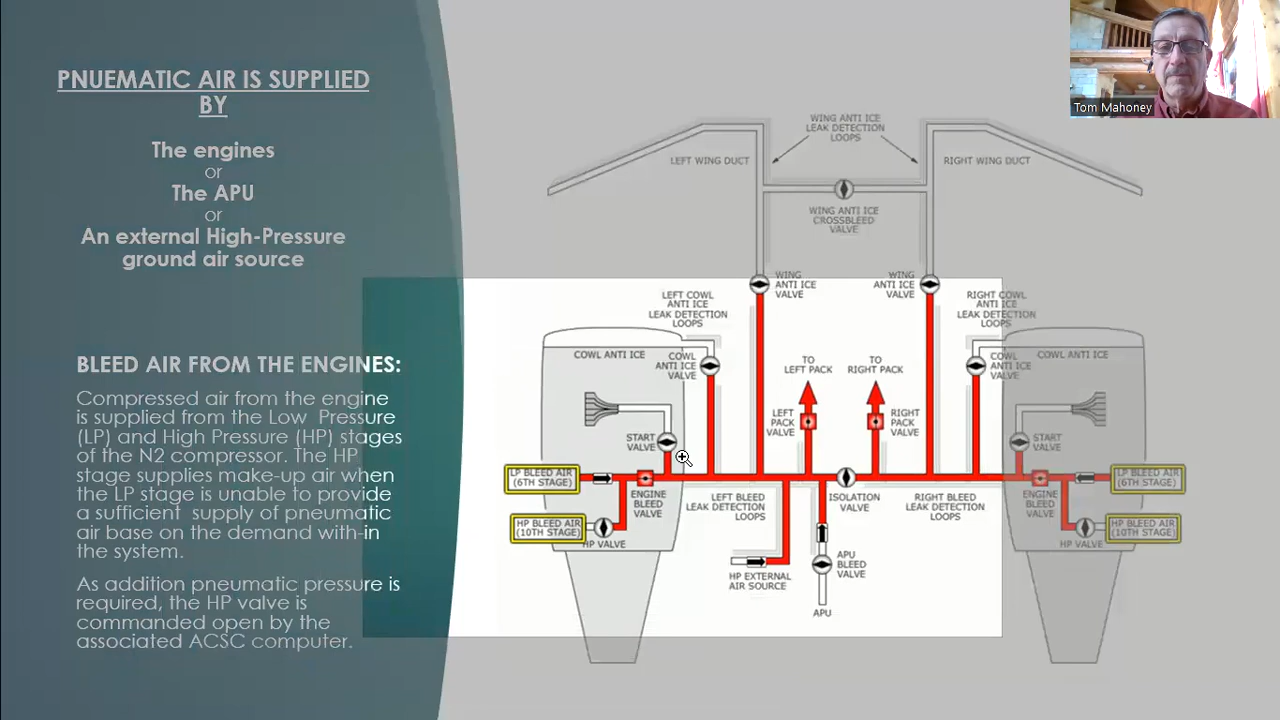 PNUEMATIC AIR IS SUPPLIED
BY
The engines
or
The APU
or
An external High-Pressure
ground air source
BLEED AIR FROM THE ENGINES:
Compressed air from the engine
is supplied from the Low Pressure
(LP) and High Pressure (HP) stages
of the N2 compressor. The HP
stage supplies make-up air when
the LP stage is unable to provide
a sufficient supply of pneumatic
air base on the demand with-in
the system.
As addition pneumatic pressure is
required, the HP valve is
commanded open by the
associated ACSC computer.
Tom Mahoney
WING ANTI ICE
LEAK DETECTION
LOOPS
LEFT WING DUCT
RIGHT WING DUCT
WING ANTI ICE
CROSSBLEED
VALVE
WING
ANTI ICE
VALVE
WING
ANTI ICE
VALVE
LEFT COWL
ANTI ICE
LEAK DETECTION
LOOPS
RIGHT COWL
ANTI ICE
LEAK DETECTION
LOOPS
COWL ANTI ICE
COWL
ANTI ICE
VALVE
TO
LEFT PACK
TO
RIGHT PACK
COWL
ANTI ICE
VALVE
COWL ANTI ICE
LEFT
PACK
VALVE
RIGHT
PACK
VALVE
START
VALVE
START
VALVE
LP BLEED AIR
(6TH STAGE)
ENGINE
BLEED
VALVE
LEFT BLEED
LEAK DETECTION
LOOPS
ISOLATION
VALVE
RIGHT BLEED
LEAK DETECTION
LOOPS
ENGINE
BLEED
VALVE
LP BLEED AIR
(6TH STAGE)
HP BLEED AIR
(10TH STAGE)
HP VALVE
HP VALVE
HP BLEED AIR
(10TH STAGE)
HP EXTERNAL
AIR SOURCE
APU
BLEED
VALVE
APU